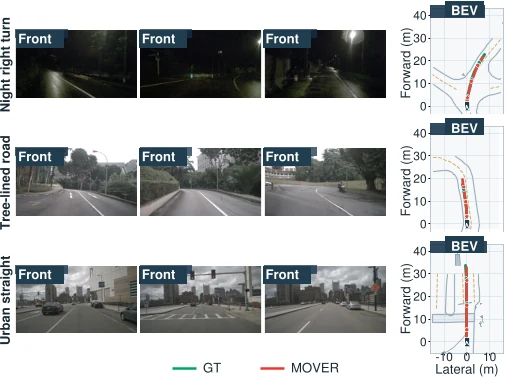 Night right turn
Front
Front
Front
BEV
Forward (m)
40
30
20
10
0
Tree-lined road
Front
Front
Front
BEV
Forward (m)
40
30
20
10
0
Urban straight
Front
Front
Front
BEV
Forward (m)
40
30
20
10
0
-10 0 10
Lateral (m)
GT
MOVER